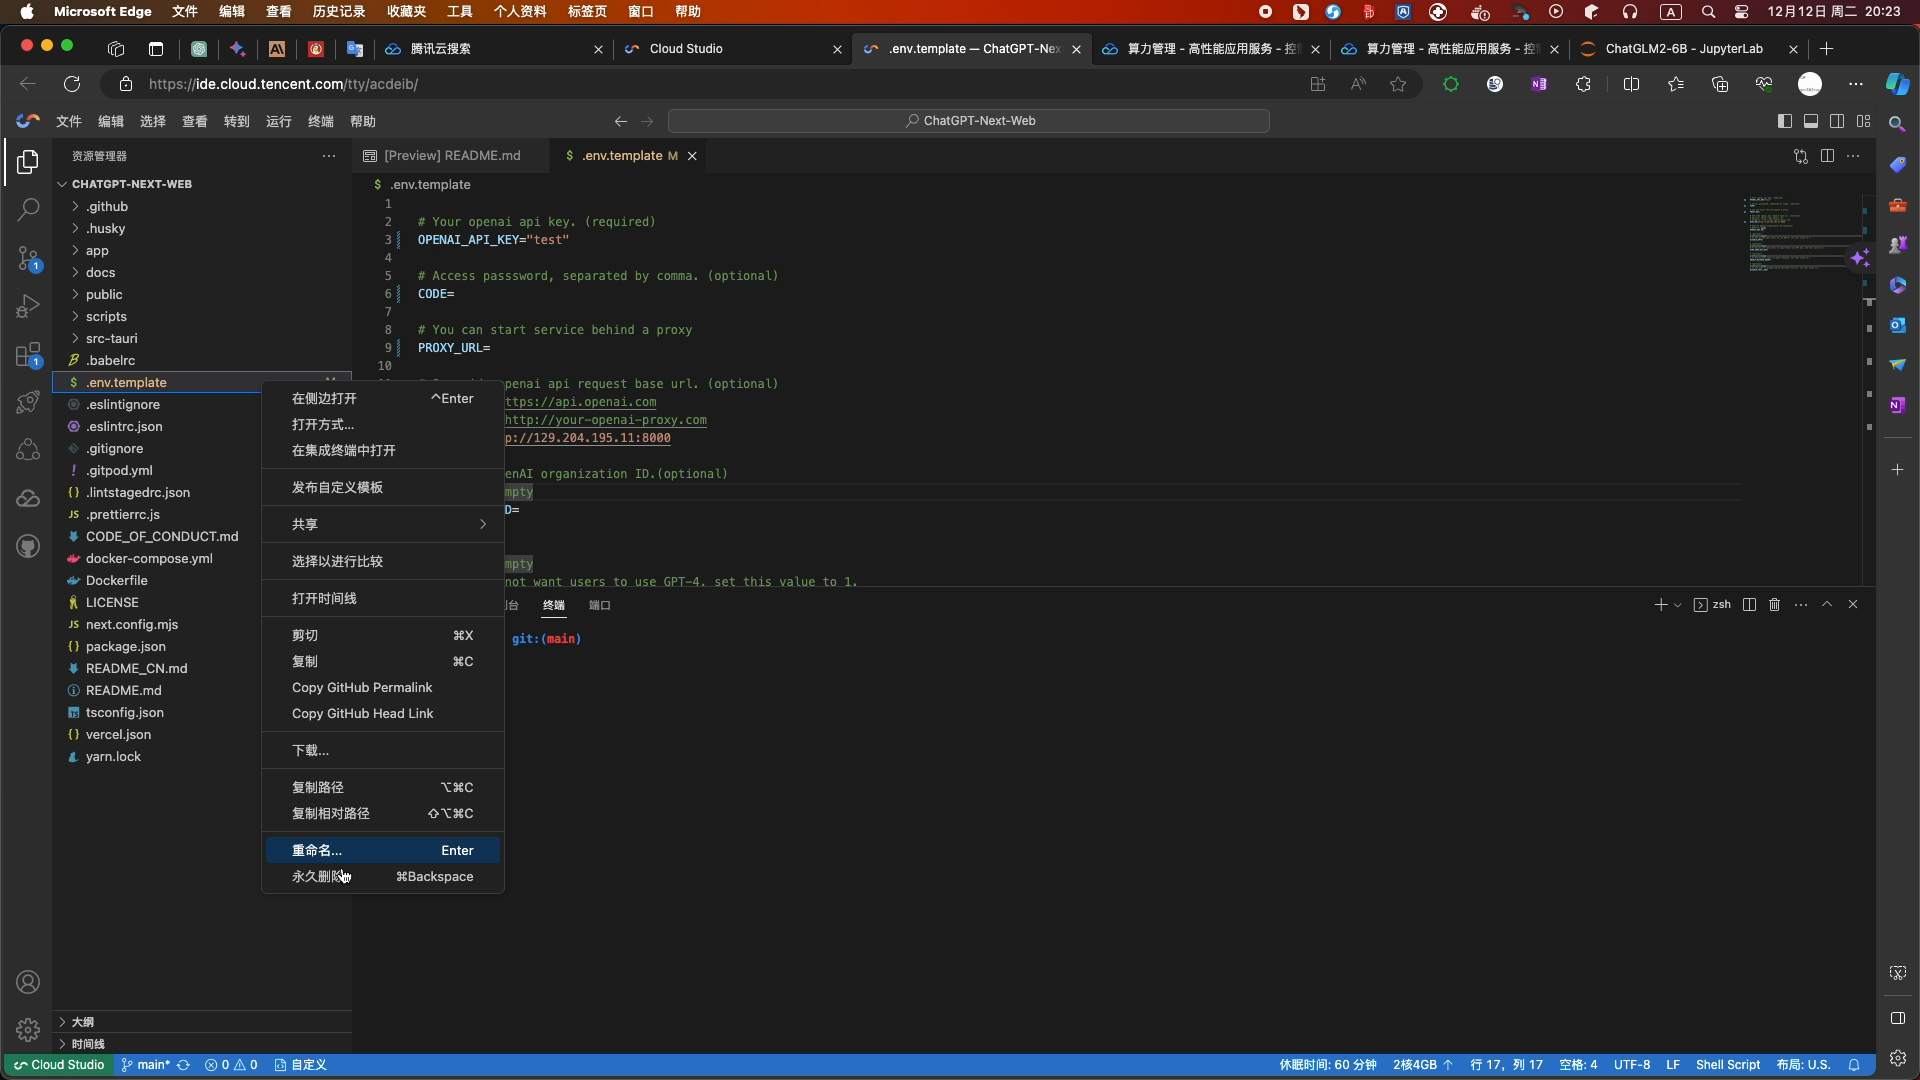 Microsoft Edge 文件 编辑 查看 历史记录 收藏夹 工具 个人资料 标签页 窗口 帮助 12月12日 周二 20:23
腾讯云搜索 Cloud Studio .env.template — ChatGPT-Nex 算力管理 - 高性能应用服务 - 控 算力管理 - 高性能应用服务 - 控 ChatGLM2-6B - JupyterLab
https://ide.cloud.tencent.com/tty/acdeib/
文件 编辑 选择 查看 转到 运行 终端 帮助 ChatGPT-Next-Web
资源管理器
CHATGPT-NEXT-WEB
.github
.husky
app
docs
public
scripts
src-tauri
.babelrc
.env.template
.eslintignore
.eslintrc.json
.gitignore
.gitpod.yml
.lintstagedrc.json
.prettierrc.js
CODE_OF_CONDUCT.md
docker-compose.yml
Dockerfile
LICENSE
next.config.mjs
package.json
README_CN.md
README.md
tsconfig.json
vercel.json
yarn.lock
大纲
时间线
[Preview] README.md .env.template M
.env.template
1
2 # Your openai api key. (required)
3 OPENAI_API_KEY="test"
4
5 # Access passsword, separated by comma. (optional)
6 CODE=
7
8 # You can start service behind a proxy
9 PROXY_URL=
10
penai api request base url. (optional)
ttps://api.openai.com
http://your-openai-proxy.com
p://129.204.195.11:8000
enAI organization ID.(optional)
mpty
D=
mpty
not want users to use GPT-4, set this value to 1.
在侧边打开 ^Enter
打开方式...
在集成终端中打开
发布自定义模板
共享
选择以进行比较
打开时间线
剪切 ⌘X
复制 ⌘C
Copy GitHub Permalink
Copy GitHub Head Link
下载...
复制路径 ⌥⌘C
复制相对路径 ⇧⌥⌘C
重命名... Enter
永久删除 ⌘Backspace
台 终端 端口 zsh
git:(main)
Cloud Studio main* 0 0 自定义 休眠时间: 60 分钟 2核4GB 行 17, 列 17 空格: 4 UTF-8 LF Shell Script 布局: U.S.